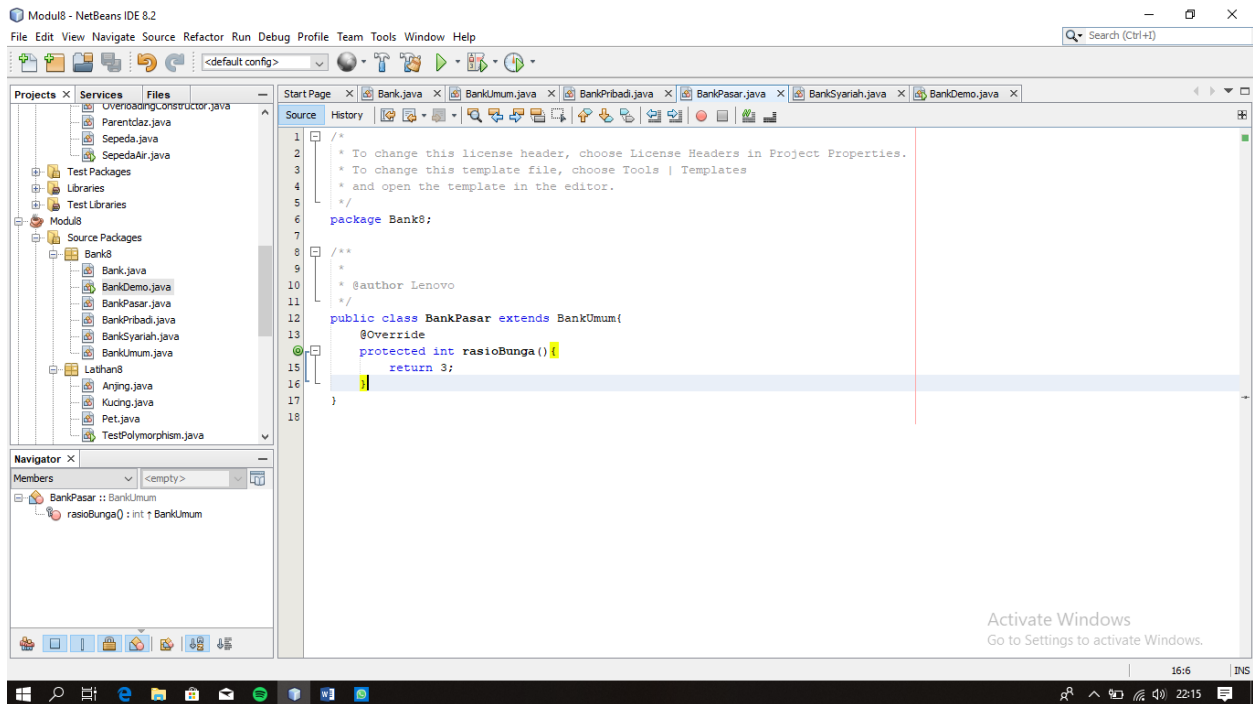 Modul8 - NetBeans IDE 8.2
File Edit View Navigate Source Refactor Run Debug Profile Team Tools Window Help
Search (Ctrl+I)
<default config>
Projects Services Files
OverloadingConstructor.java
Parentclaz.java
Sepeda.java
SepedaAir.java
Test Packages
Libraries
Test Libraries
Modul8
Source Packages
Bank8
Bank.java
BankDemo.java
BankPasar.java
BankPribadi.java
BankSyariah.java
BankUmum.java
Latihan8
Anjing.java
Kucing.java
Pet.java
TestPolymorphism.java
Navigator
Members <empty>
BankPasar :: BankUmum
rasioBunga() : int ↑ BankUmum
Start Page Bank.java BankUmum.java BankPribadi.java BankPasar.java BankSyariah.java BankDemo.java
Source History
1 /*
2 * To change this license header, choose License Headers in Project Properties.
3 * To change this template file, choose Tools | Templates
4 * and open the template in the editor.
5 */
6 package Bank8;
7
8 /**
9 *
10 * @author Lenovo
11 */
12 public class BankPasar extends BankUmum{
13 @Override
protected int rasioBunga(){
15 return 3;
16 }
17 }
18
Activate Windows
Go to Settings to activate Windows.
16:6 INS
22:15